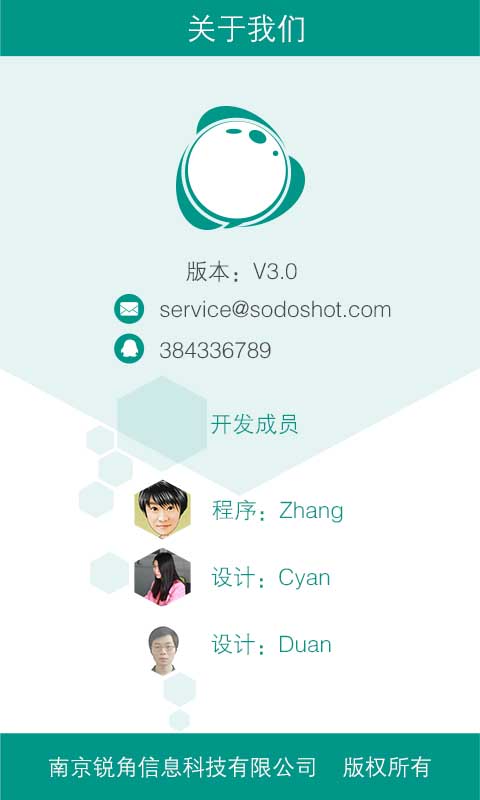 关于我们
版本：V3.0
service@sodoshot.com
384336789
开发成员
程序：Zhang
设计：Cyan
设计：Duan
南京锐角信息科技有限公司 版权所有